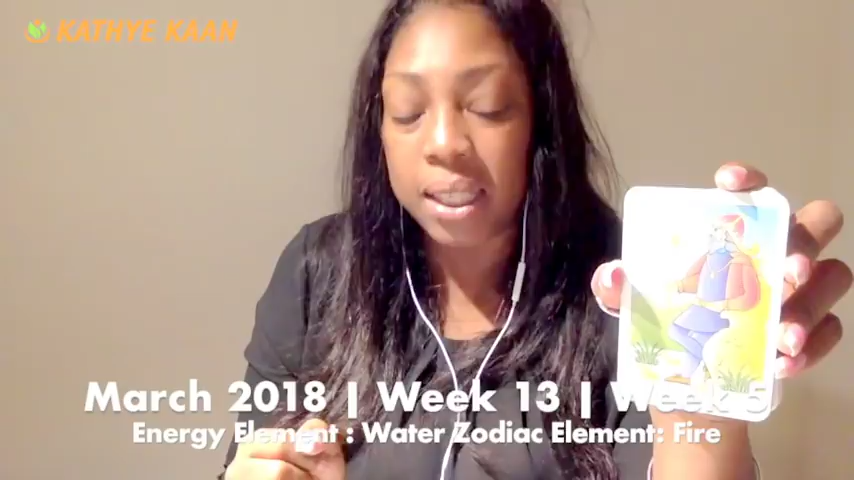 KATHYE KAAN
March 2018 | Week 13 | Week 5
Energy Element : Water Zodiac Element: Fire